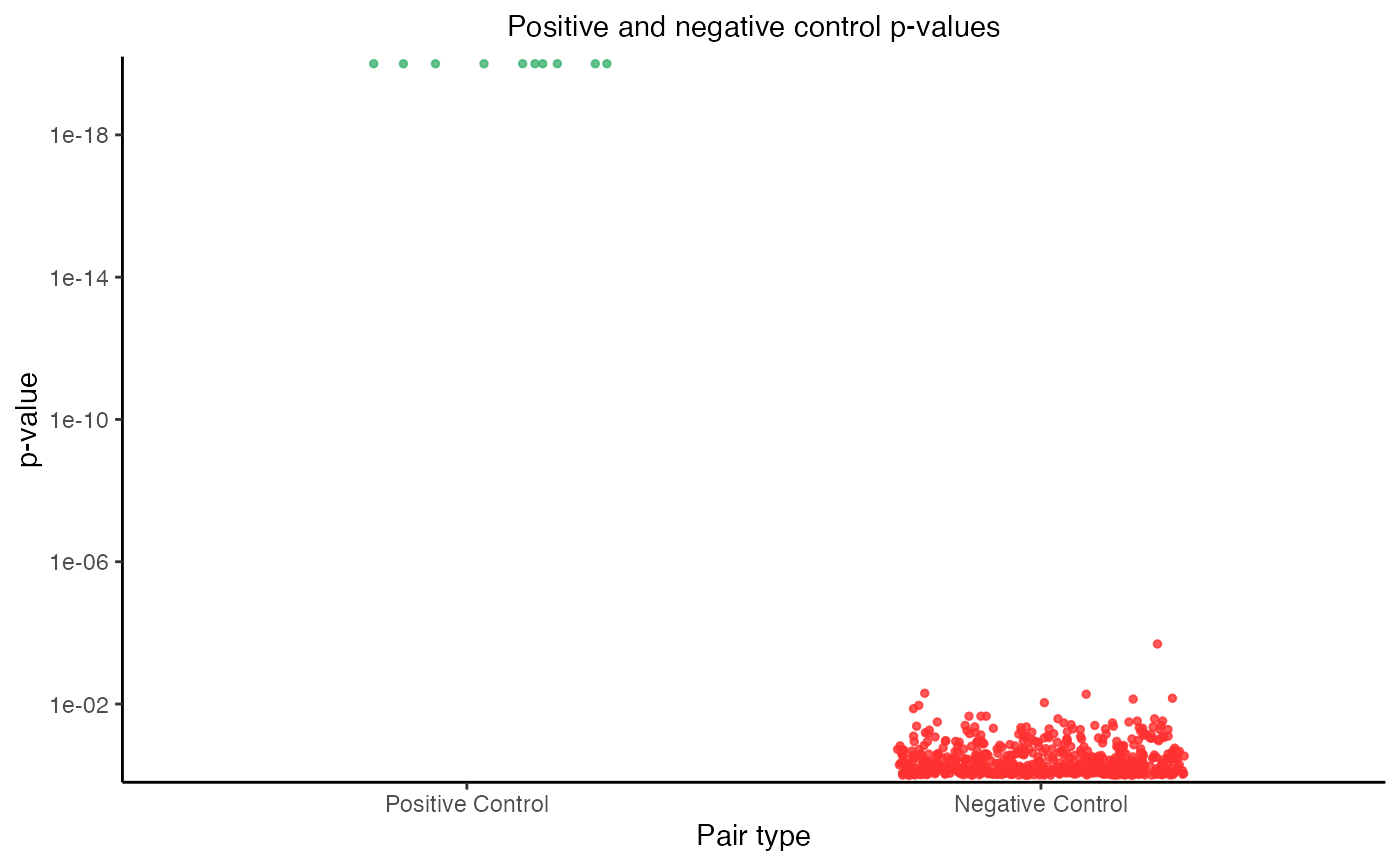 Positive and negative control p-values
1e-18
1e-14
1e-10
1e-06
1e-02
p-value
Positive Control
Negative Control
Pair type